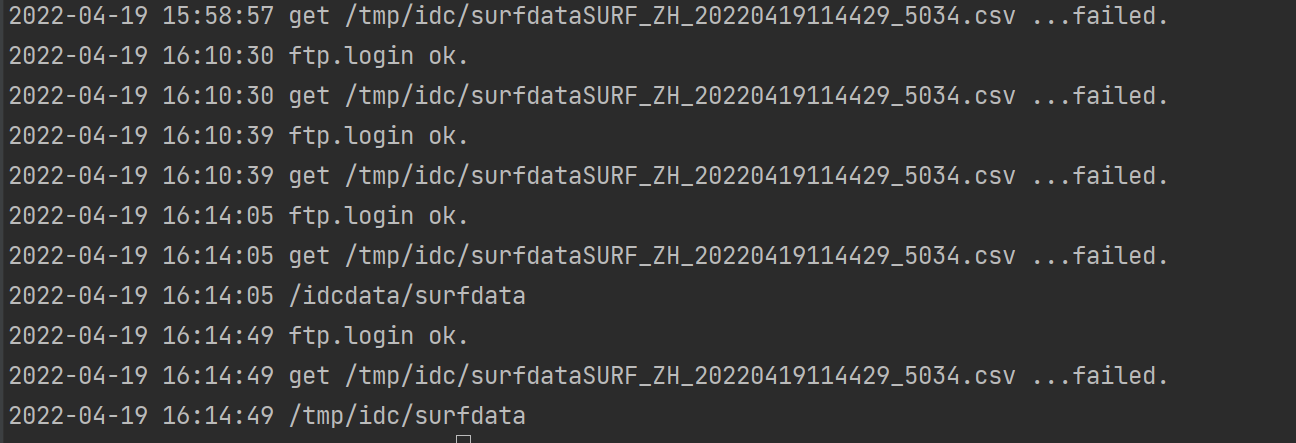 2022-04-19 15:58:57 get /tmp/idc/surfdataSURF_ZH_20220419114429_5034.csv ...failed.
2022-04-19 16:10:30 ftp.login ok.
2022-04-19 16:10:30 get /tmp/idc/surfdataSURF_ZH_20220419114429_5034.csv ...failed.
2022-04-19 16:10:39 ftp.login ok.
2022-04-19 16:10:39 get /tmp/idc/surfdataSURF_ZH_20220419114429_5034.csv ...failed.
2022-04-19 16:14:05 ftp.login ok.
2022-04-19 16:14:05 get /tmp/idc/surfdataSURF_ZH_20220419114429_5034.csv ...failed.
2022-04-19 16:14:05 /idcdata/surfdata
2022-04-19 16:14:49 ftp.login ok.
2022-04-19 16:14:49 get /tmp/idc/surfdataSURF_ZH_20220419114429_5034.csv ...failed.
2022-04-19 16:14:49 /tmp/idc/surfdata